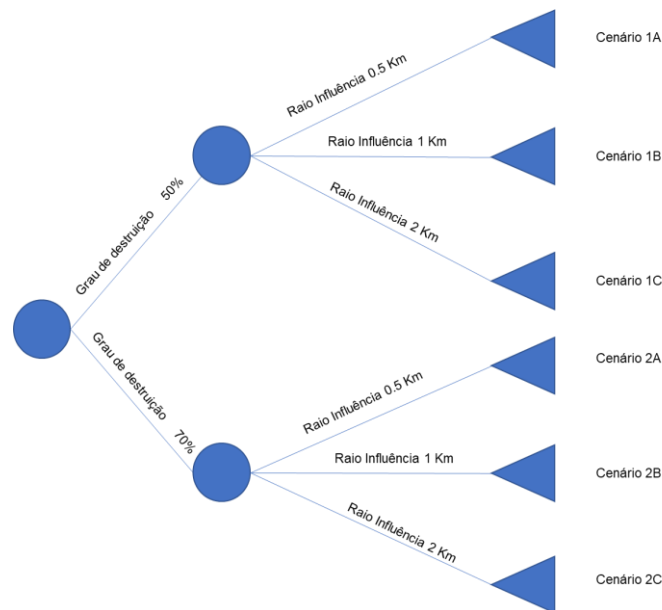 Raio Influência 0.5 Km
Cenário 1A
Raio Influência 1 Km
Cenário 1B
Grau de destruição 50%
Raio Influência 2 Km
Cenário 1C
Grau de destruição 70%
Raio Influência 0.5 Km
Cenário 2A
Raio Influência 1 Km
Cenário 2B
Raio Influência 2 Km
Cenário 2C